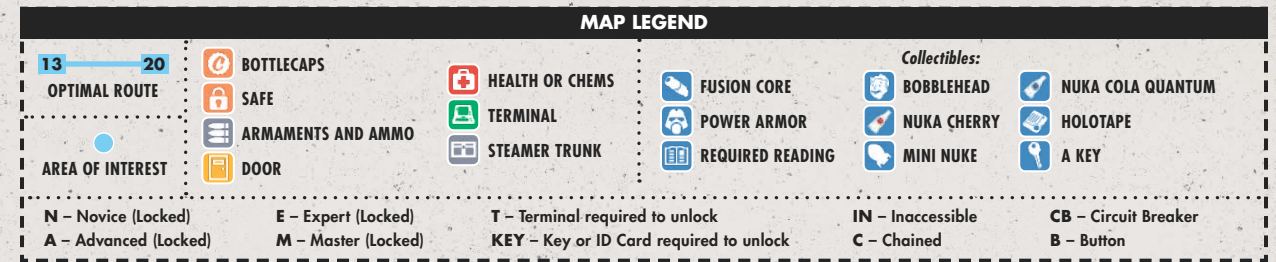 MAP LEGEND
13 20
OPTIMAL ROUTE
AREA OF INTEREST
BOTTLECAPS
SAFE
ARMAMENTS AND AMMO
DOOR
HEALTH OR CHEMS
TERMINAL
STEAMER TRUNK
Collectibles:
FUSION CORE
POWER ARMOR
REQUIRED READING
BOBBLEHEAD
NUKA CHERRY
MINI NUKE
NUKA COLA QUANTUM
HOLOTAPE
A KEY
N – Novice (Locked)
A – Advanced (Locked)
E – Expert (Locked)
M – Master (Locked)
T – Terminal required to unlock
KEY – Key or ID Card required to unlock
IN – Inaccessible
C – Chained
CB – Circuit Breaker
B – Button